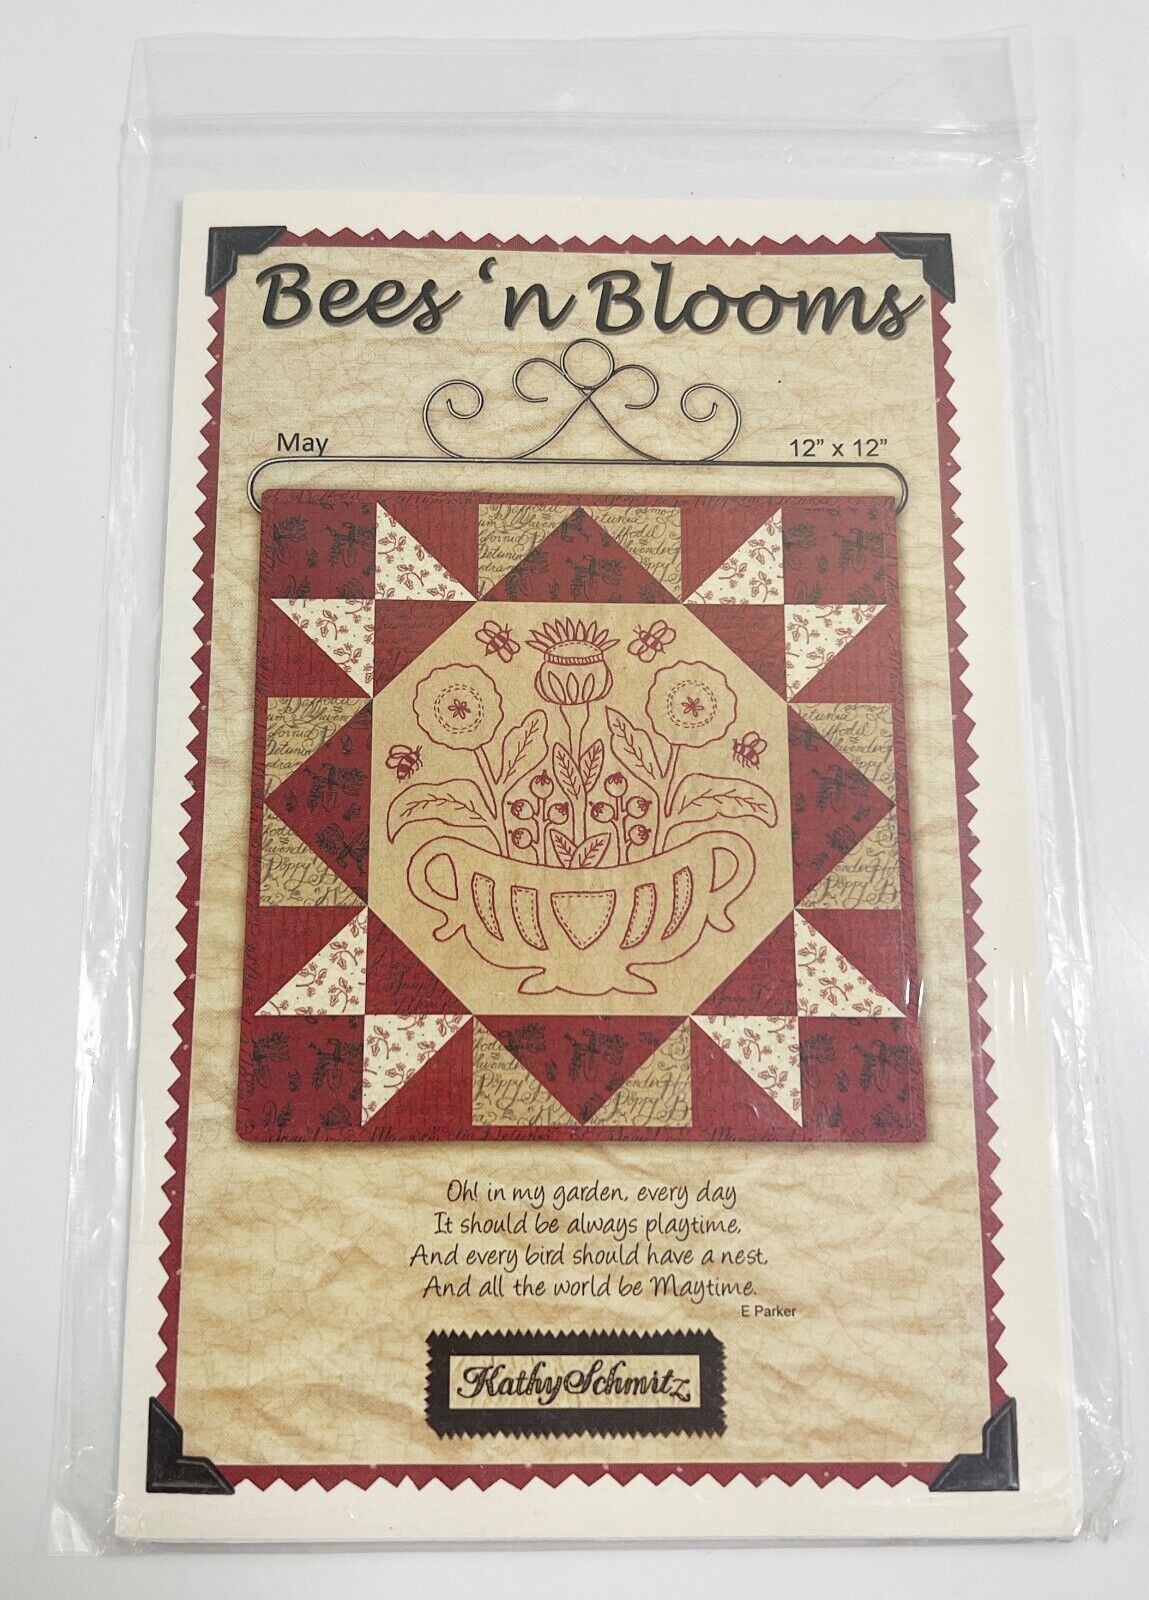 Bees 'n Blooms
May
12" x 12"
Oh! in my garden, every day
It should be always playtime,
And every bird should have a nest,
And all the world be Maytime.
E Parker
Kathy Schmitz